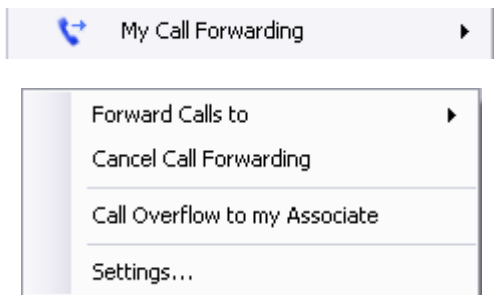 My Call Forwarding
Forward Calls to
Cancel Call Forwarding
Call Overflow to my Associate
Settings...